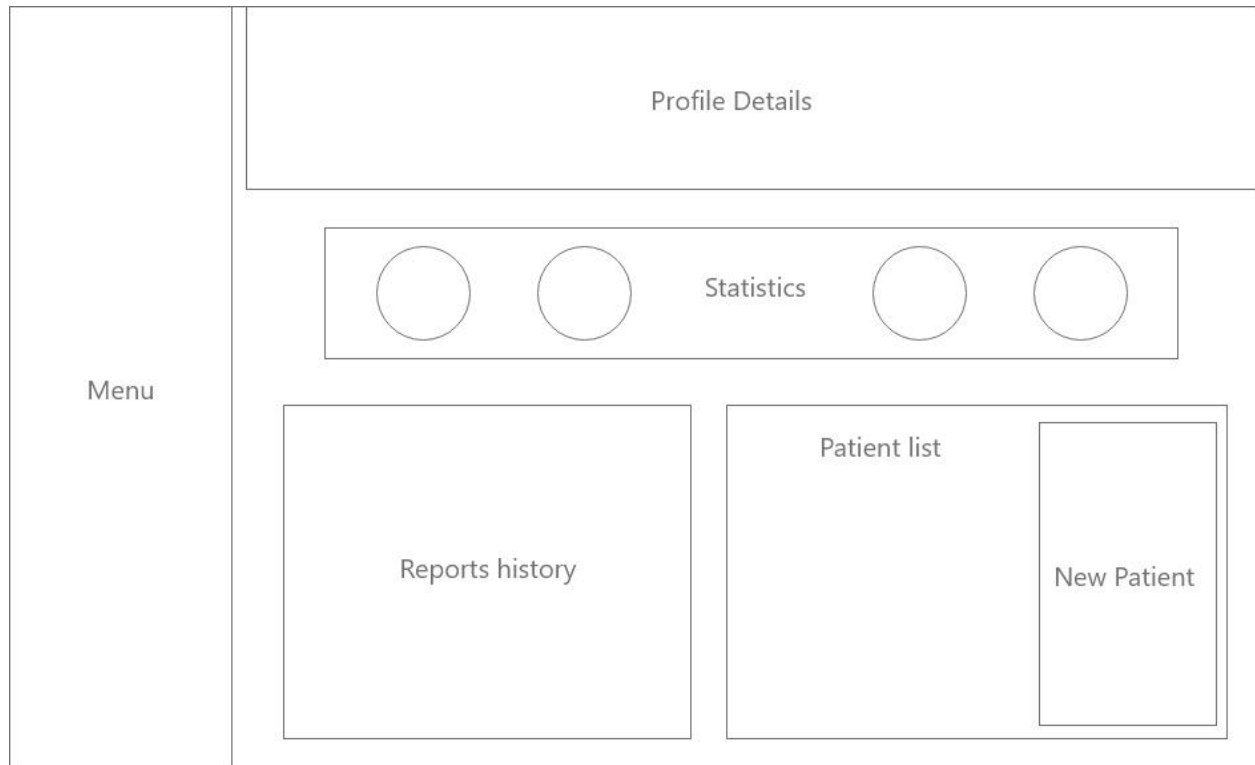 Profile Details
Statistics
Menu
Patient list
Reports history
New Patient